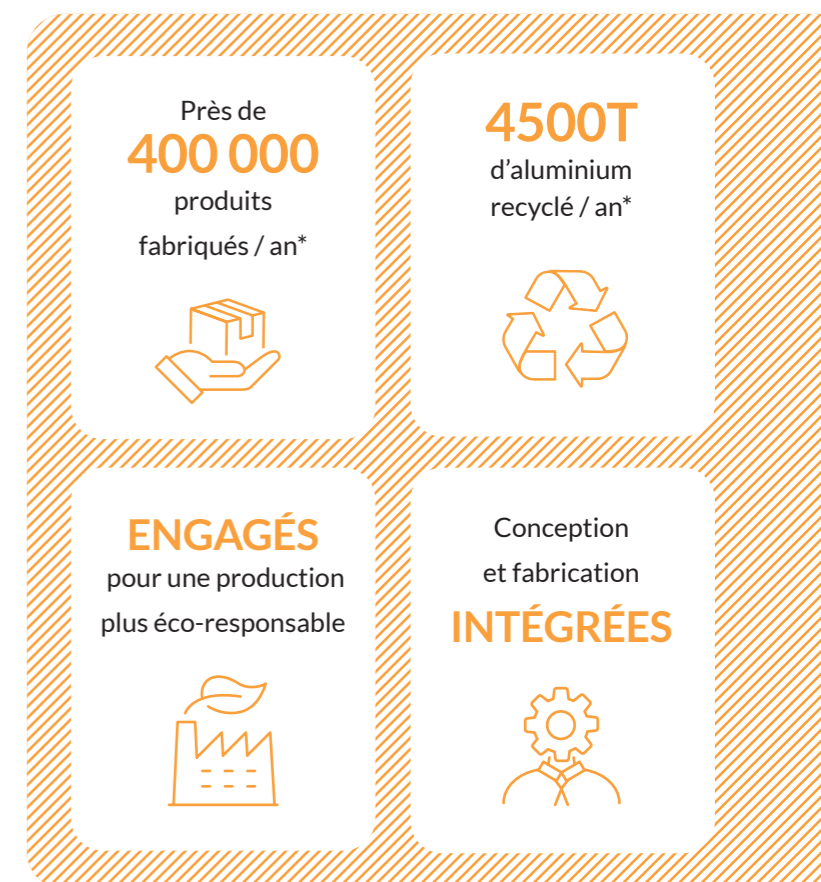 Près de
400 000
produits
fabriqués / an*
4500T
d’aluminium
recyclé / an*
ENGAGÉS
pour une production
plus éco-responsable
Conception
et fabrication
INTÉGRÉES